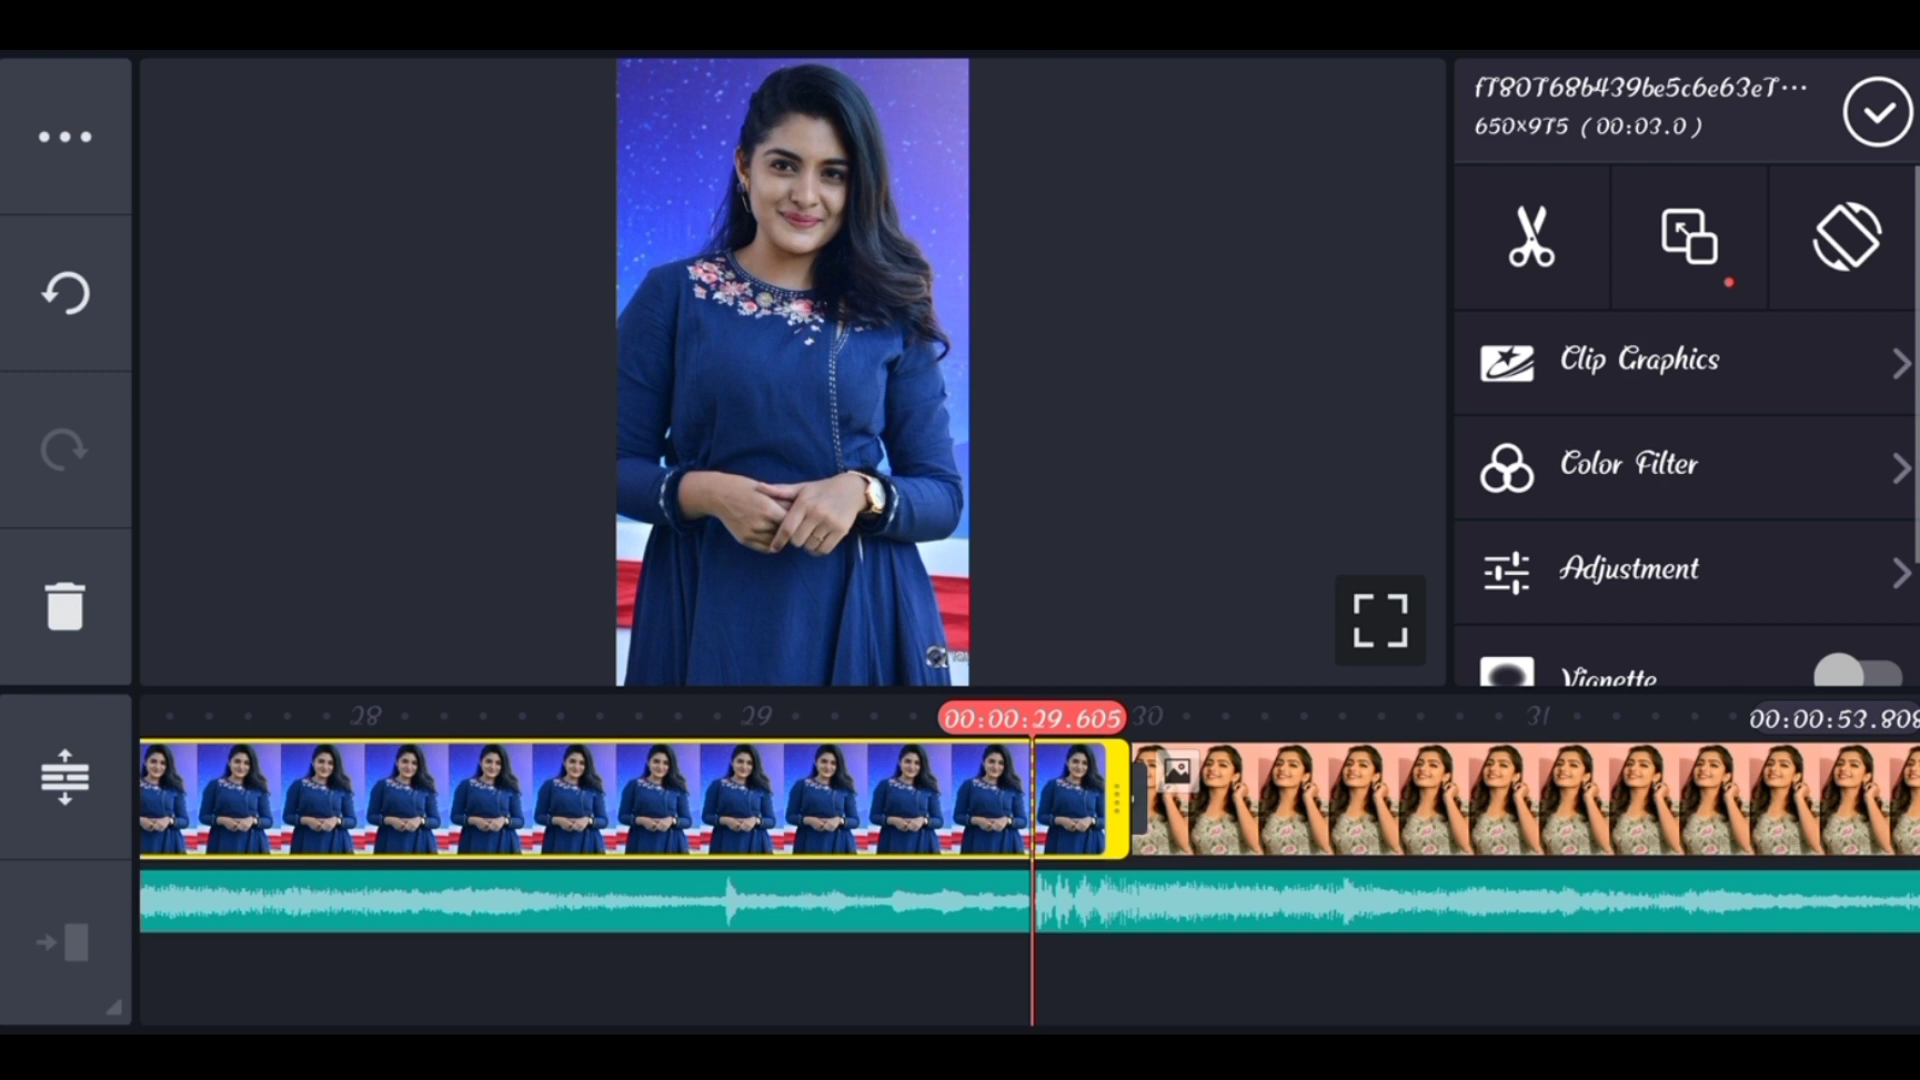 f780768b439be5c6e63e7...
650×975 (00:03.0)
Clip Graphics
Color Filter
Adjustment
Vignette
28
29
00:00:29.605
30
31
00:00:53.808